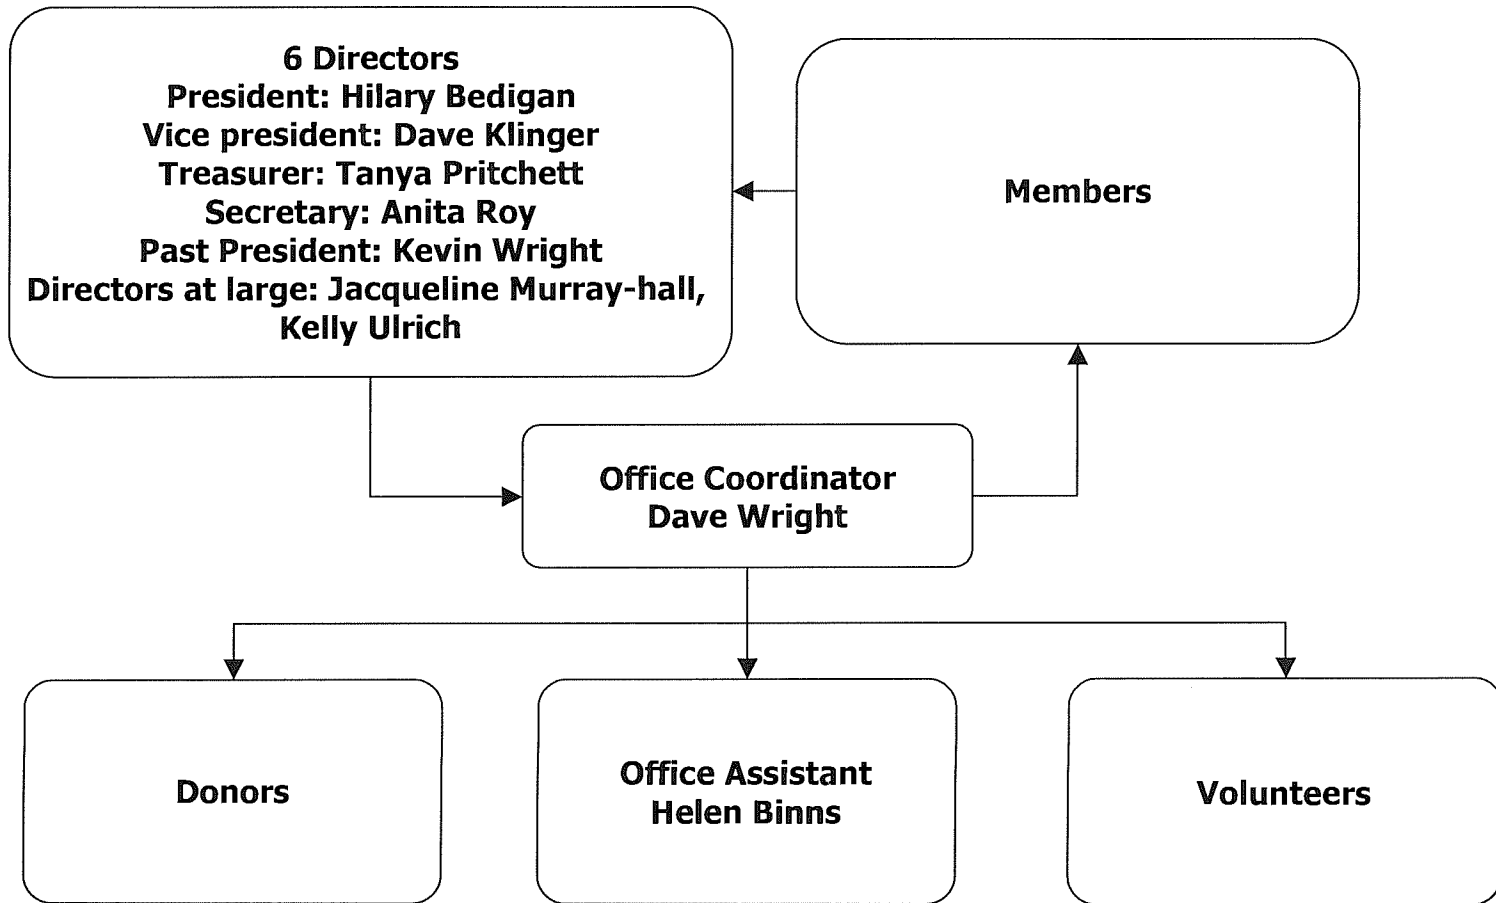 6 Directors
President: Hilary Bedigan
Vice president: Dave Klinger
Treasurer: Tanya Pritchett
Secretary: Anita Roy
Past President: Kevin Wright
Directors at large: Jacqueline Murray-hall,
Kelly Ulrich
Members
Office Coordinator
Dave Wright
Donors
Office Assistant
Helen Binns
Volunteers